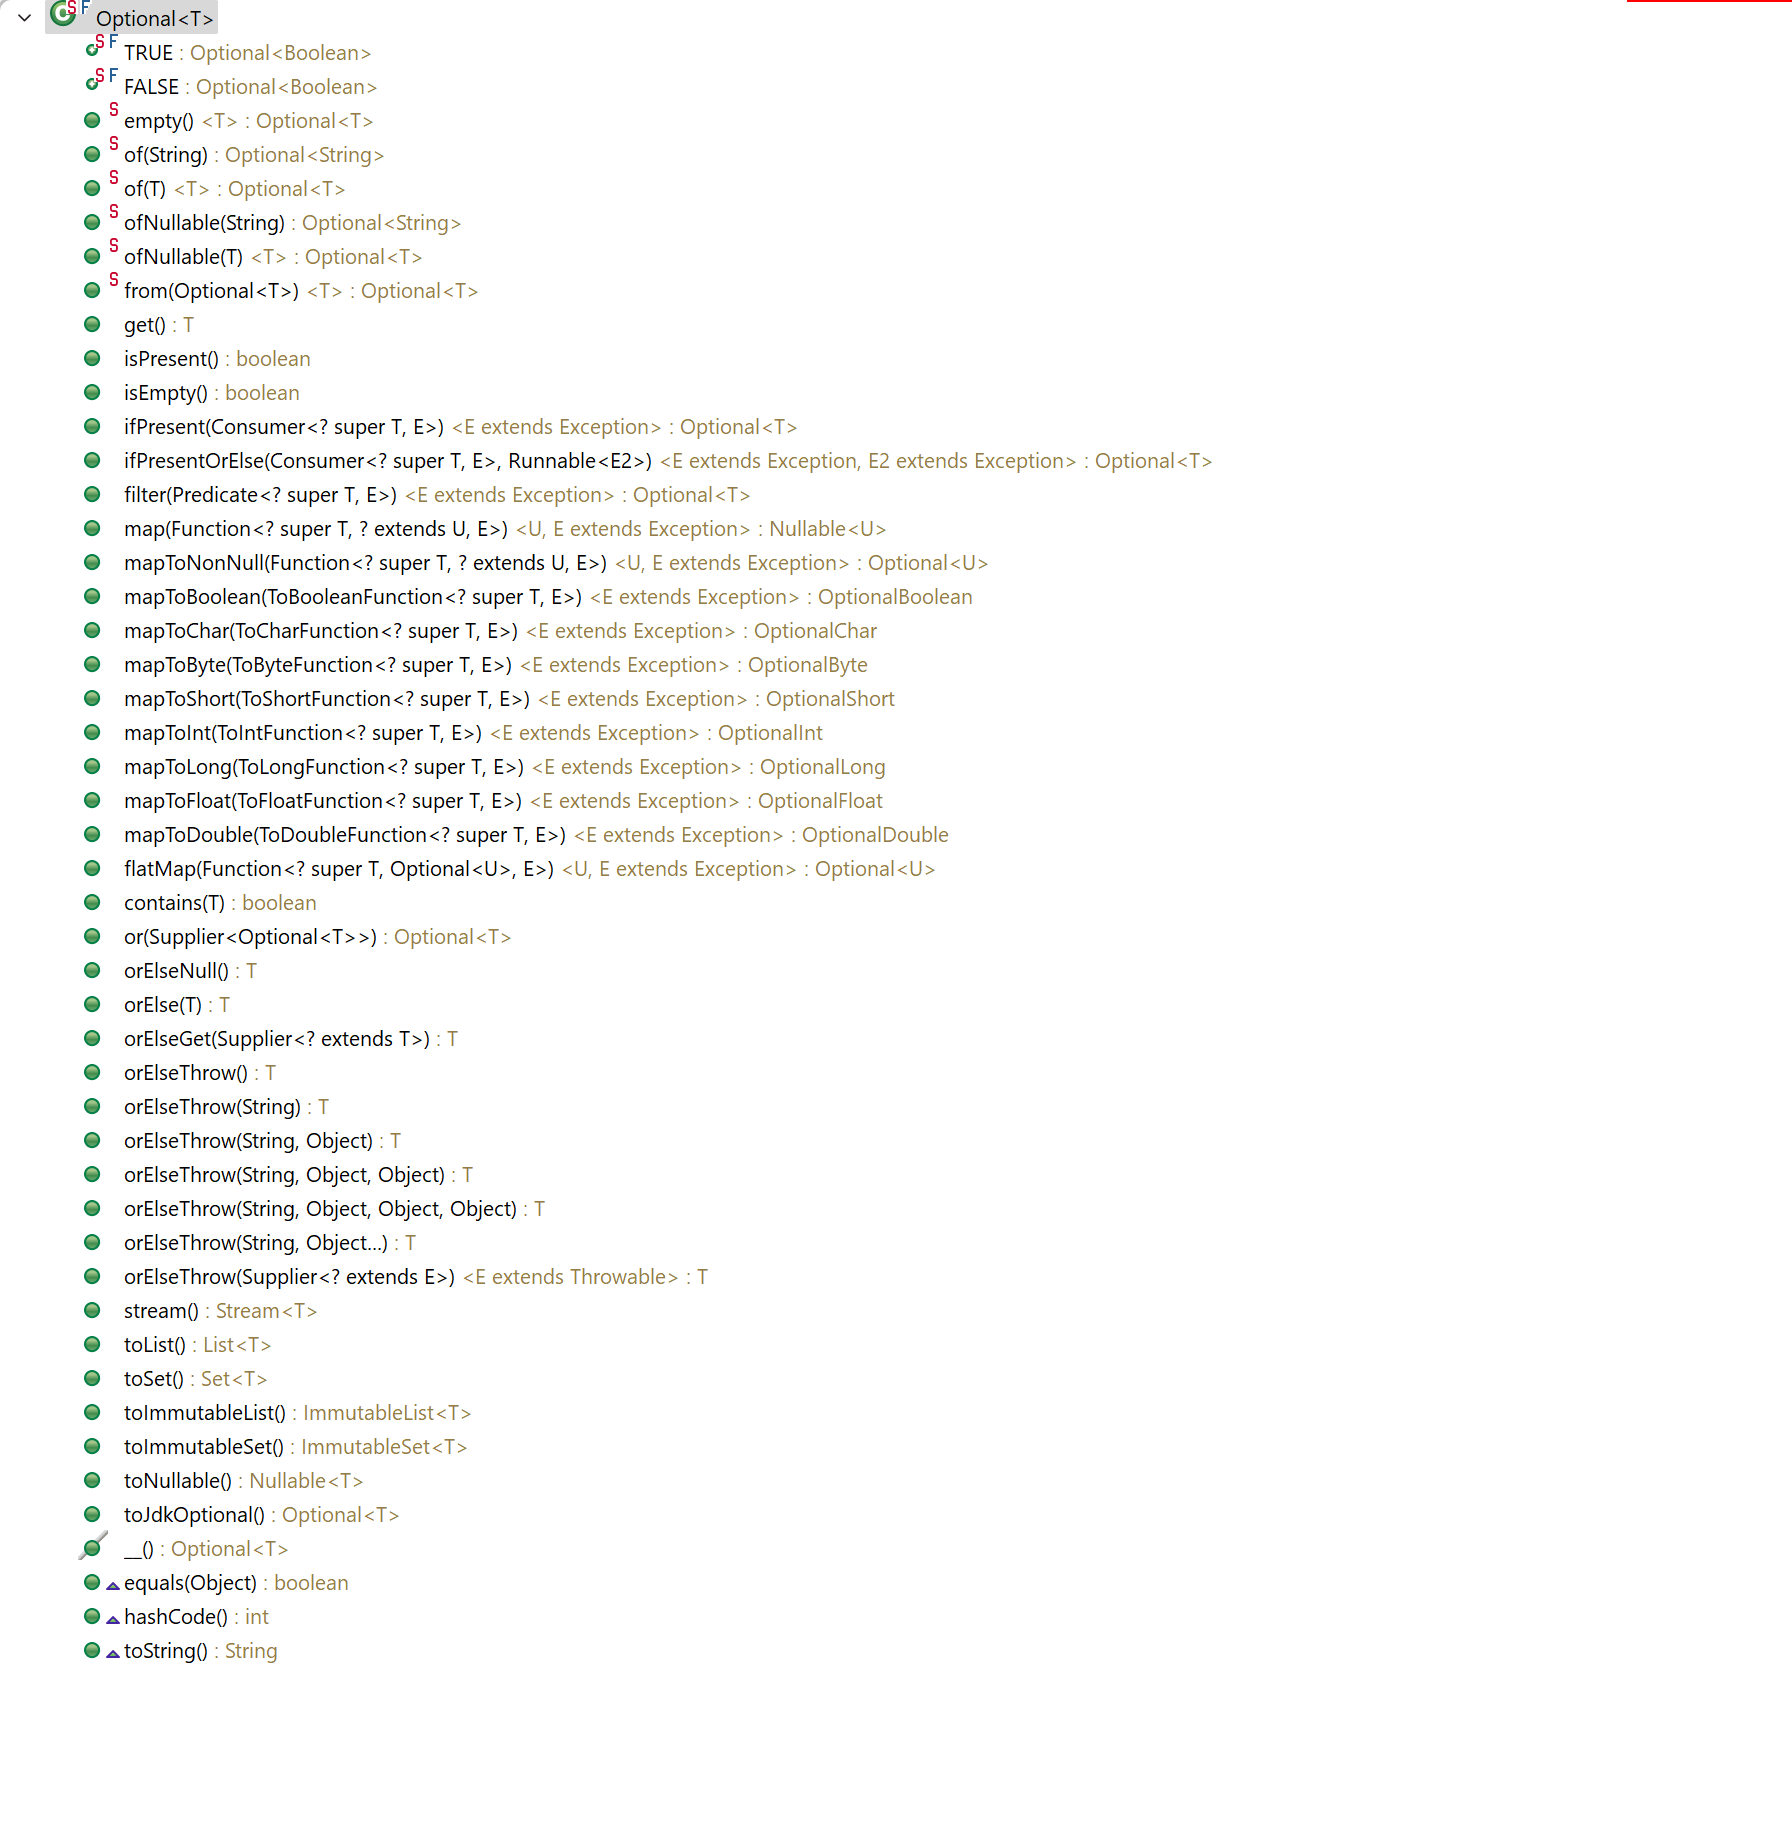 Optional<T>
TRUE : Optional<Boolean>
FALSE : Optional<Boolean>
empty() <T> : Optional<T>
of(String) : Optional<String>
of(T) <T> : Optional<T>
ofNullable(String) : Optional<String>
ofNullable(T) <T> : Optional<T>
from(Optional<T>) <T> : Optional<T>
get() : T
isPresent() : boolean
isEmpty() : boolean
ifPresent(Consumer<? super T, E>) <E extends Exception> : Optional<T>
ifPresentOrElse(Consumer<? super T, E>, Runnable<E2>) <E extends Exception, E2 extends Exception> : Optional<T>
filter(Predicate<? super T, E>) <E extends Exception> : Optional<T>
map(Function<? super T, ? extends U, E>) <U, E extends Exception> : Nullable<U>
mapToNonNull(Function<? super T, ? extends U, E>) <U, E extends Exception> : Optional<U>
mapToBoolean(ToBooleanFunction<? super T, E>) <E extends Exception> : OptionalBoolean
mapToChar(ToCharFunction<? super T, E>) <E extends Exception> : OptionalChar
mapToByte(ToByteFunction<? super T, E>) <E extends Exception> : OptionalByte
mapToShort(ToShortFunction<? super T, E>) <E extends Exception> : OptionalShort
mapToInt(ToIntFunction<? super T, E>) <E extends Exception> : OptionalInt
mapToLong(ToLongFunction<? super T, E>) <E extends Exception> : OptionalLong
mapToFloat(ToFloatFunction<? super T, E>) <E extends Exception> : OptionalFloat
mapToDouble(ToDoubleFunction<? super T, E>) <E extends Exception> : OptionalDouble
flatMap(Function<? super T, Optional<U>, E>) <U, E extends Exception> : Optional<U>
contains(T) : boolean
or(Supplier<Optional<T>>) : Optional<T>
orElseNull() : T
orElse(T) : T
orElseGet(Supplier<? extends T>) : T
orElseThrow() : T
orElseThrow(String) : T
orElseThrow(String, Object) : T
orElseThrow(String, Object, Object) : T
orElseThrow(String, Object, Object, Object) : T
orElseThrow(String, Object...) : T
orElseThrow(Supplier<? extends E>) <E extends Throwable> : T
stream() : Stream<T>
toList() : List<T>
toSet() : Set<T>
toImmutableList() : ImmutableList<T>
toImmutableSet() : ImmutableSet<T>
toNullable() : Nullable<T>
toJdkOptional() : Optional<T>
__() : Optional<T>
equals(Object) : boolean
hashCode() : int
toString() : String